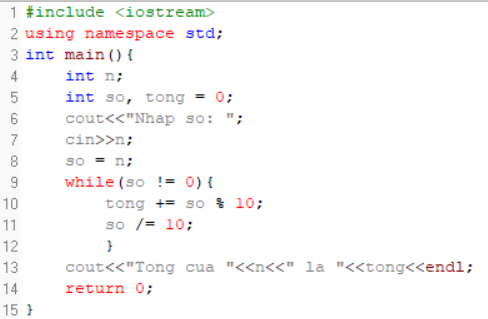 1 #include <iostream>
2 using namespace std;
3 int main(){
4     int n;
5     int so, tong = 0;
6     cout<<"Nhap so: ";
7     cin>>n;
8     so = n;
9     while(so != 0){
10         tong += so % 10;
11         so /= 10;
12         }
13     cout<<"Tong cua "<<n<<" la "<<tong<<endl;
14     return 0;
15 }